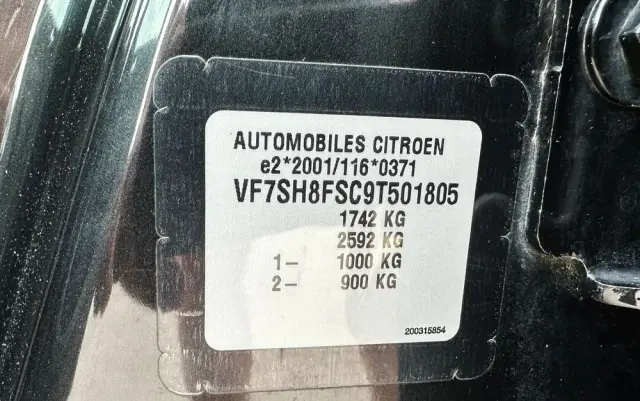 AUTOMOBILES CITROEN
e2*2001/116*0371
VF7SH8FSC9T501805
1742 KG
2592 KG
1- 1000 KG
2- 900 KG
200315854